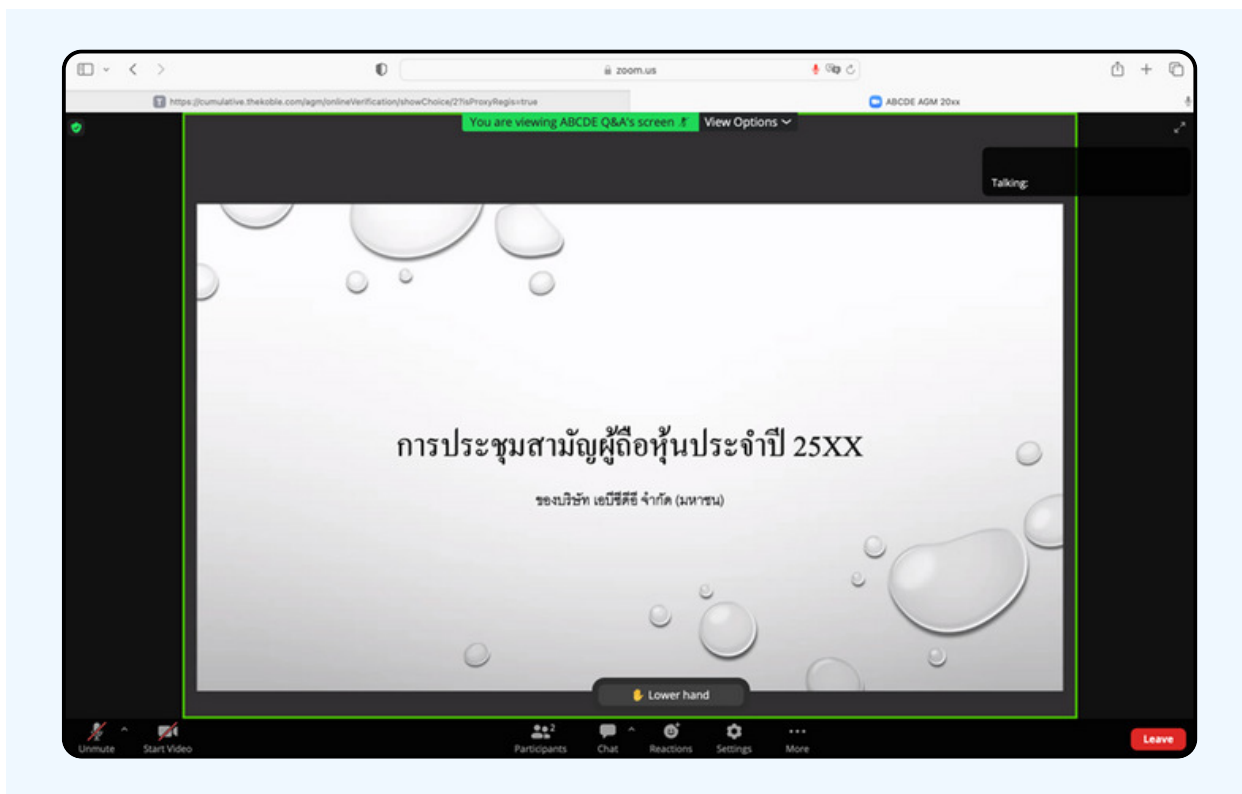 zoom.us
https://cumulative.thekoble.com/agm/onlineVerification/showChoice/2?isProxyRegis=true
ABCDE AGM 20xx
You are viewing ABCDE Q&A's screen
View Options
Talking:
การประชุมสามัญผู้ถือหุ้นประจำปี 25XX
ของบริษัท เอบีซีดีอี จำกัด (มหาชน)
Lower hand
2
Unmute
Start Video
Participants
Chat
Reactions
Settings
More
Leave